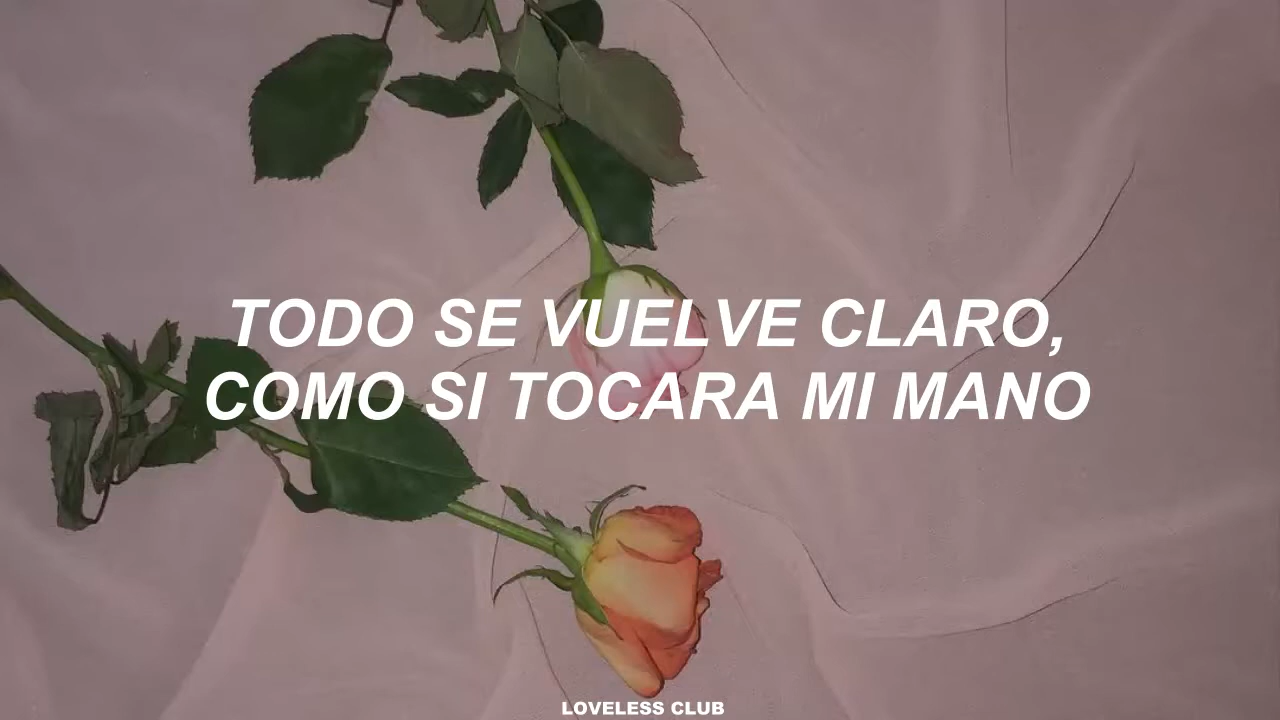 TODO SE VUELVE CLARO,
COMO SI TOCARA MI MANO
LOVELESS CLUB